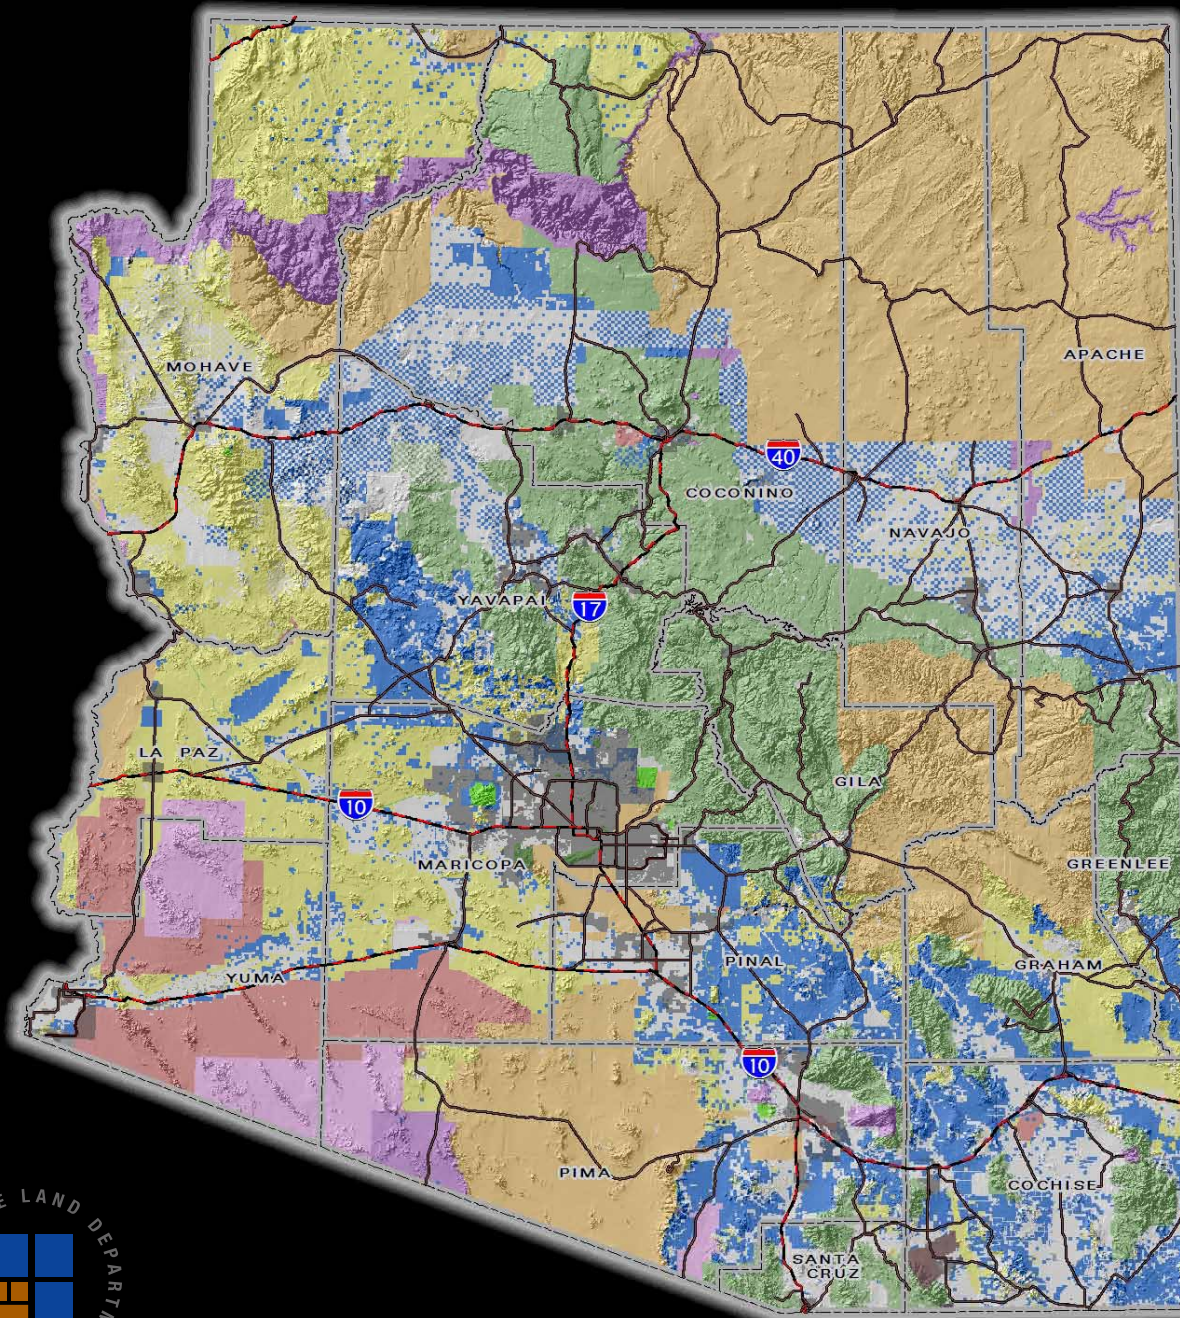 MOHAVE
APACHE
40
COCONINO
NAVAJO
YAVAPAI
17
LA PAZ
GILA
10
MARICOPA
GREENLEE
PINAL
GRAHAM
YUMA
10
PIMA
COCHISE
SANTA
CRUZ
LAND